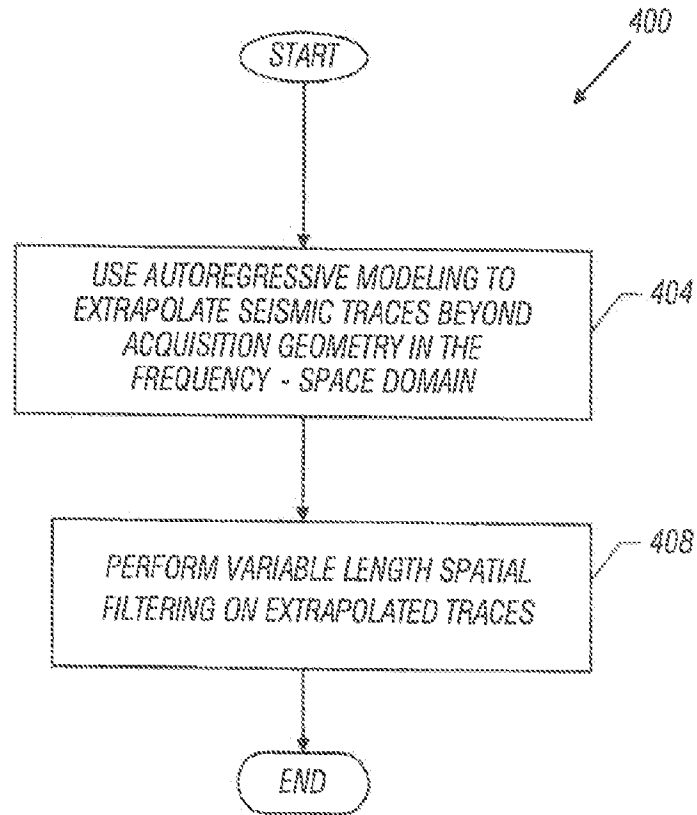 400
START
USE AUTOREGRESSIVE MODELING TO
EXTRAPOLATE SEISMIC TRACES BEYOND
ACQUISITION GEOMETRY IN THE
FREQUENCY - SPACE DOMAIN
404
PERFORM VARIABLE LENGTH SPATIAL
FILTERING ON EXTRAPOLATED TRACES
408
END